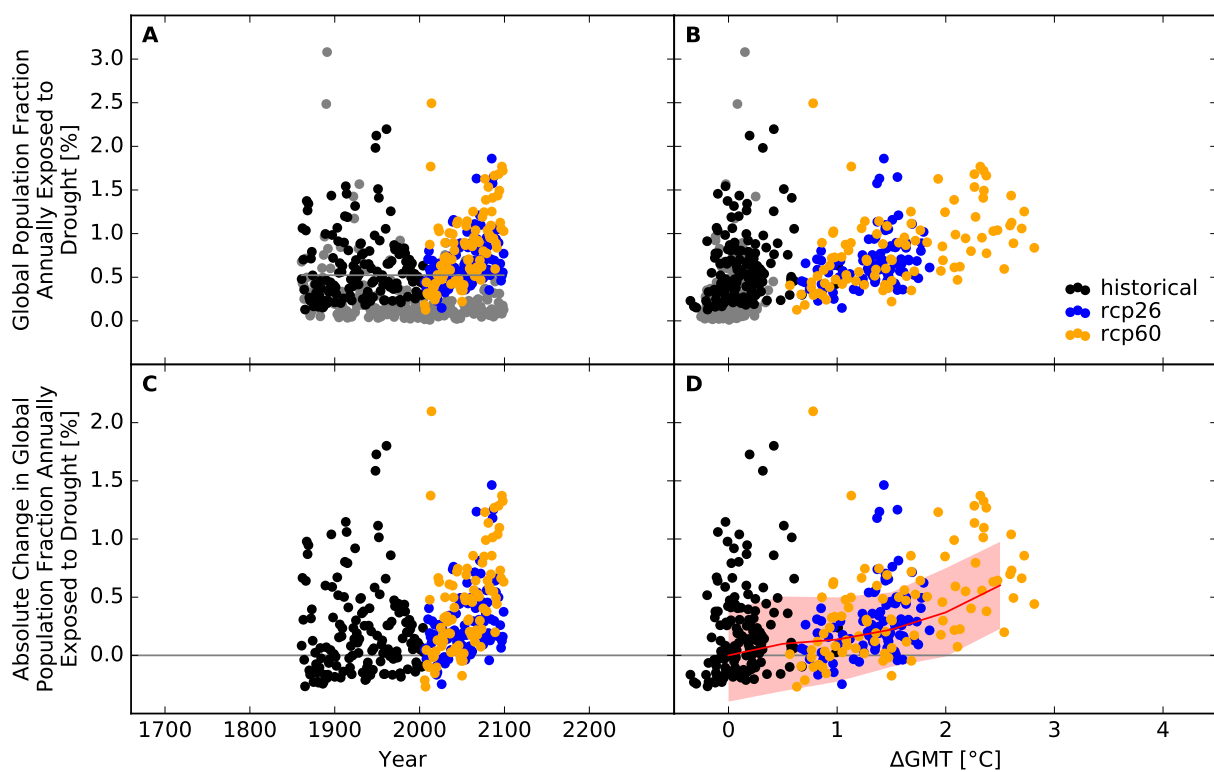 A
B
Global Population Fraction
Annually Exposed to
Drought [%]
3.0
2.5
2.0
1.5
1.0
0.5
0.0
historical
rcp26
rcp60
C
D
Absolute Change in Global
Population Fraction Annually
Exposed to Drought [%]
2.0
1.5
1.0
0.5
0.0
1700 1800 1900 2000 2100 2200
0 1 2 3 4
Year
ΔGMT [°C]